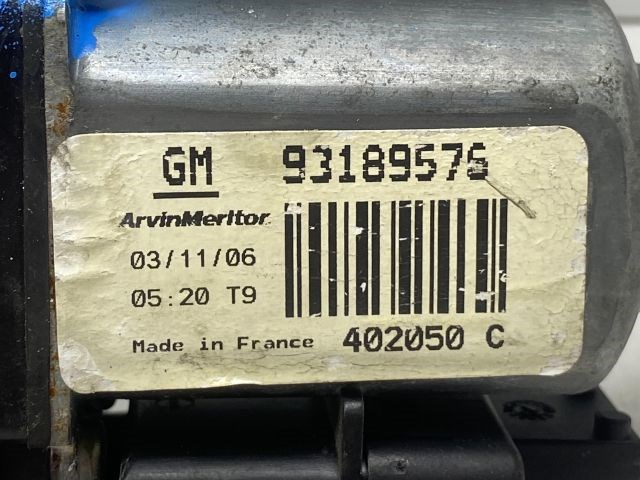 GM 93189576
ArvinMeritor
03/11/06
05:20 T9
Made in France 402050 C